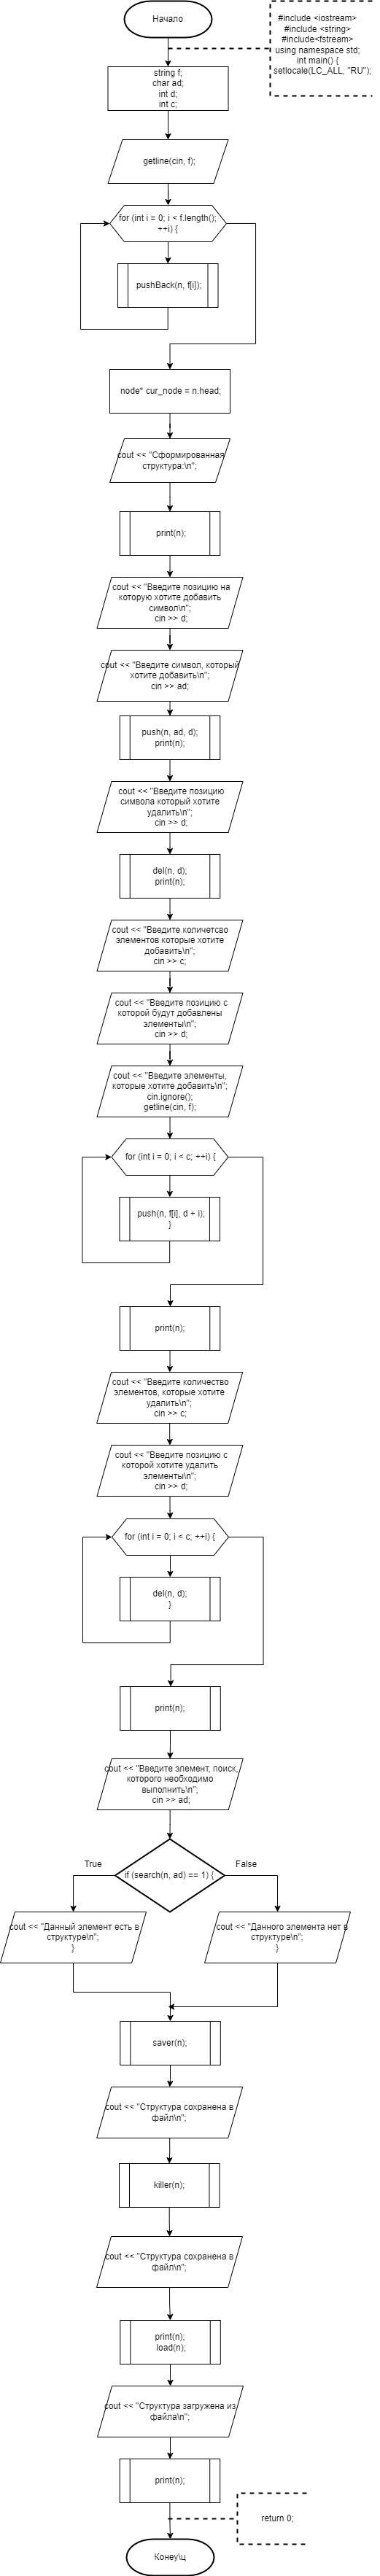 Начало
#include <iostream>
#include <string>
#include<fstream>
using namespace std;
int main() {
setlocale(LC_ALL, "RU");
string f;
char ad;
int d;
int c;
getline(cin, f);
for (int i = 0; i < f.length();
++i) {
pushBack(n, f[i]);
node* cur_node = n.head;
cout << "Сформированная
структура:\n";
print(n);
cout << "Введите позицию на
которую хотите добавить
символ\n";
cin >> d;
cout << "Введите символ, который
хотите добавить\n";
cin >> ad;
push(n, ad, d);
print(n);
cout << "Введите позицию
символа который хотите
удалить\n";
cin >> d;
del(n, d);
print(n);
cout << "Введите количетсво
элементов которые хотите
добавить\n";
cin >> c;
cout << "Введите позицию с
которой будут добавлены
элементы\n";
cin >> d;
cout << "Введите элементы,
которые хотите добавить\n";
cin.ignore();
getline(cin, f);
for (int i = 0; i < c; ++i) {
push(n, f[i], d + i);
}
print(n);
cout << "Введите количество
элементов, которые хотите
удалить\n";
cin >> c;
cout << "Введите позицию с
которой хотите удалить
элементы\n";
cin >> d;
for (int i = 0; i < c; ++i) {
del(n, d);
}
print(n);
cout << "Введите элемент, поиск,
которого необходимо
выполнить\n";
cin >> ad;
True
False
if (search(n, ad) == 1) {
cout << "Данный элемент есть в
структуре\n";
}
cout << "Данного элемента нет в
структуре\n";
}
saver(n);
cout << "Структура сохранена в
файл\n";
killer(n);
cout << "Структура сохранена в
файл\n";
print(n);
load(n);
cout << "Структура загружена из
файла\n";
print(n);
return 0;
Конец\ц